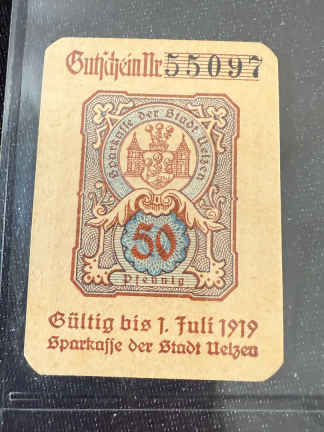 Gutschein Nr. 55097
Sparkasse der Stadt Uelzen
50
Pfennig
Gültig bis 1. Juli 1919
Sparkasse der Stadt Uelzen